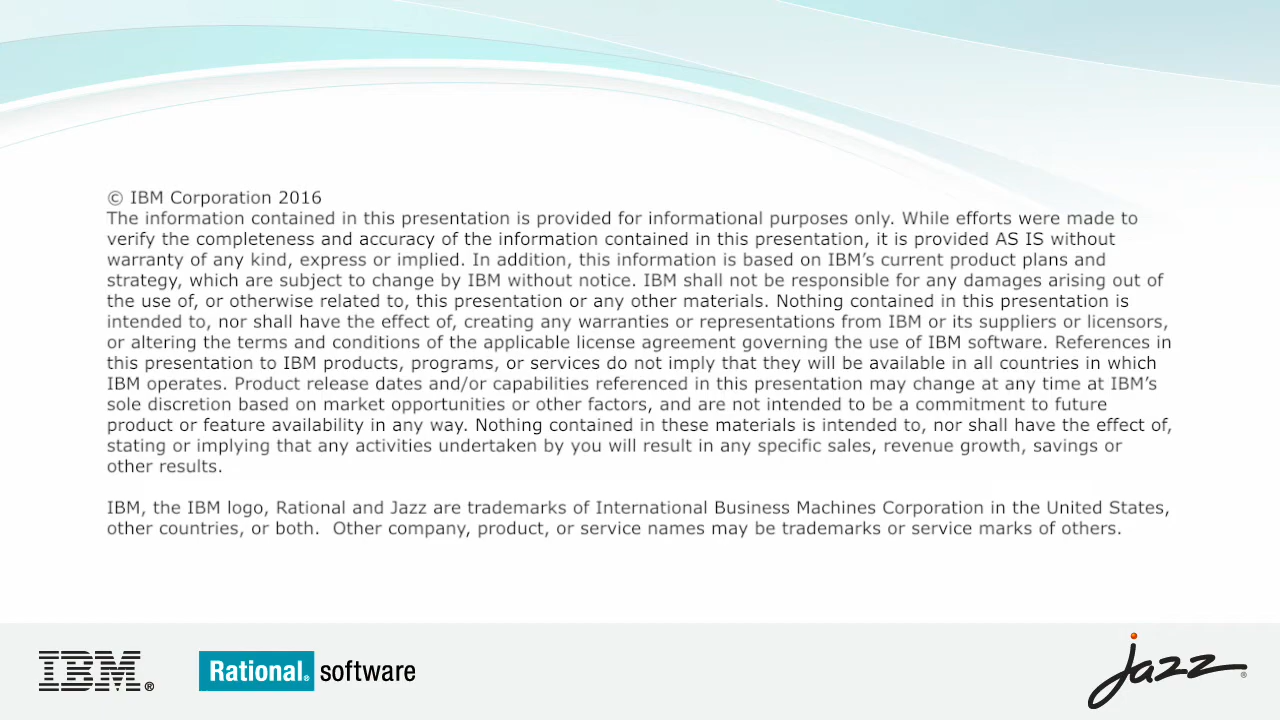 © IBM Corporation 2016
The information contained in this presentation is provided for informational purposes only. While efforts were made to
verify the completeness and accuracy of the information contained in this presentation, it is provided AS IS without
warranty of any kind, express or implied. In addition, this information is based on IBM’s current product plans and
strategy, which are subject to change by IBM without notice. IBM shall not be responsible for any damages arising out of
the use of, or otherwise related to, this presentation or any other materials. Nothing contained in this presentation is
intended to, nor shall have the effect of, creating any warranties or representations from IBM or its suppliers or licensors,
or altering the terms and conditions of the applicable license agreement governing the use of IBM software. References in
this presentation to IBM products, programs, or services do not imply that they will be available in all countries in which
IBM operates. Product release dates and/or capabilities referenced in this presentation may change at any time at IBM’s
sole discretion based on market opportunities or other factors, and are not intended to be a commitment to future
product or feature availability in any way. Nothing contained in these materials is intended to, nor shall have the effect of,
stating or implying that any activities undertaken by you will result in any specific sales, revenue growth, savings or
other results.
IBM, the IBM logo, Rational and Jazz are trademarks of International Business Machines Corporation in the United States,
other countries, or both.  Other company, product, or service names may be trademarks or service marks of others.
IBM® Rational® software jazz®